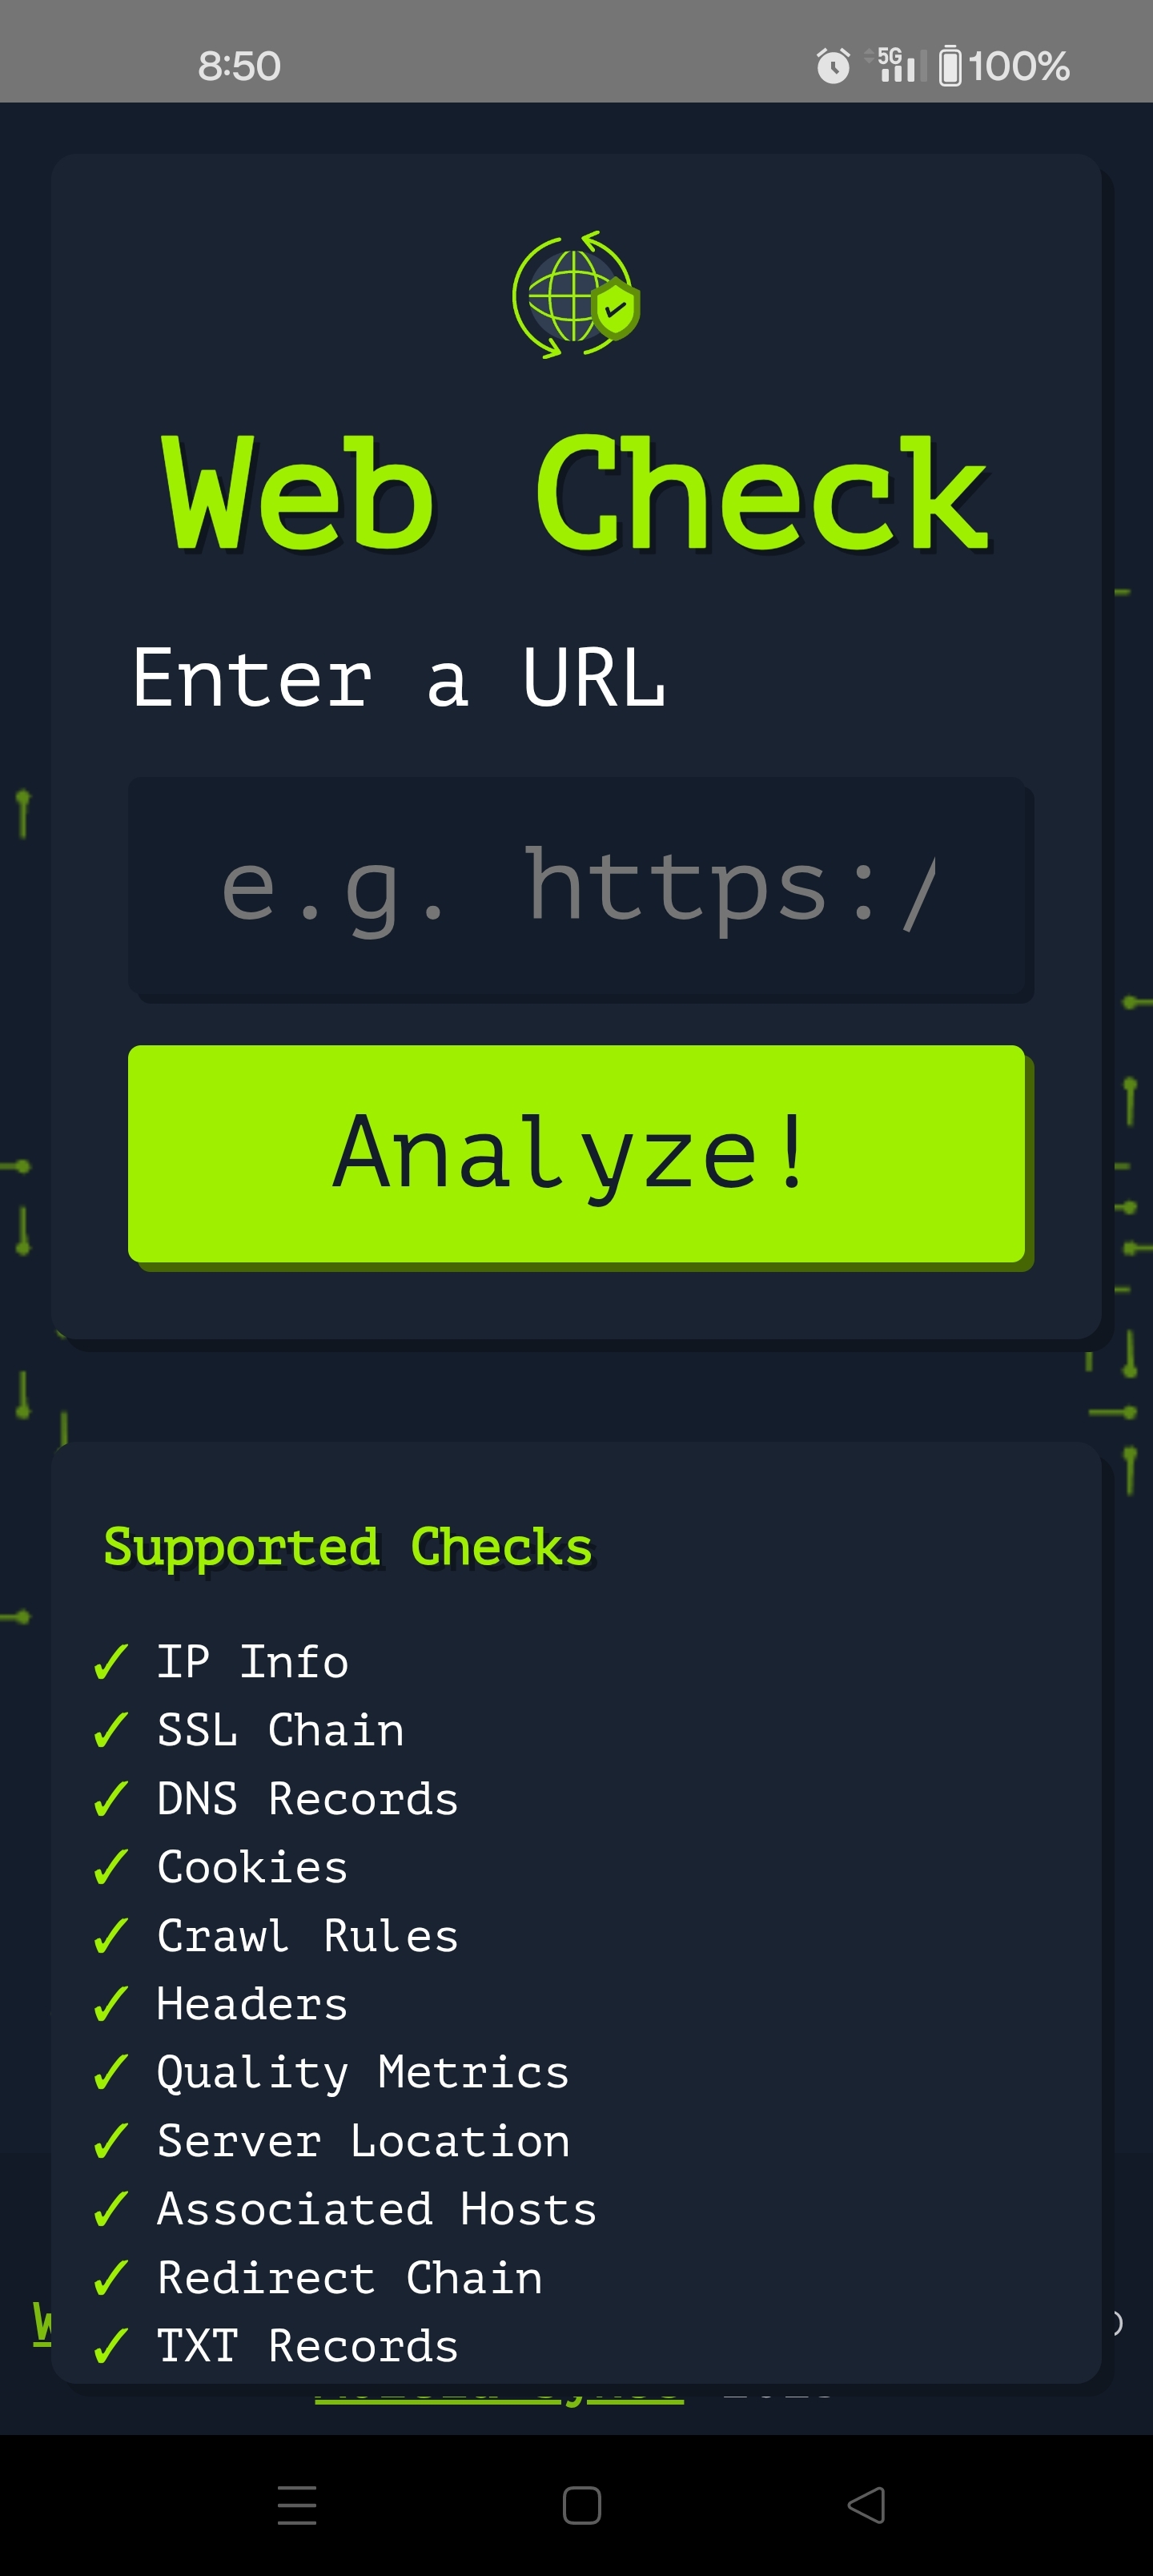 8:50 5G 100%
Web Check
Enter a URL
e.g. https:/
Analyze!
Supported Checks
✓ IP Info
✓ SSL Chain
✓ DNS Records
✓ Cookies
✓ Crawl Rules
✓ Headers
✓ Quality Metrics
✓ Server Location
✓ Associated Hosts
✓ Redirect Chain
✓ TXT Records